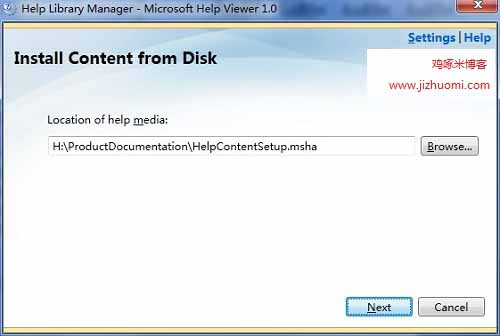 Help Library Manager - Microsoft Help Viewer 1.0
Settings | Help
Install Content from Disk
鸡啄米博客
www.jizhuomi.com
Location of help media:
H:\ProductDocumentation\HelpContentSetup.msha
Browse...
Next
Cancel